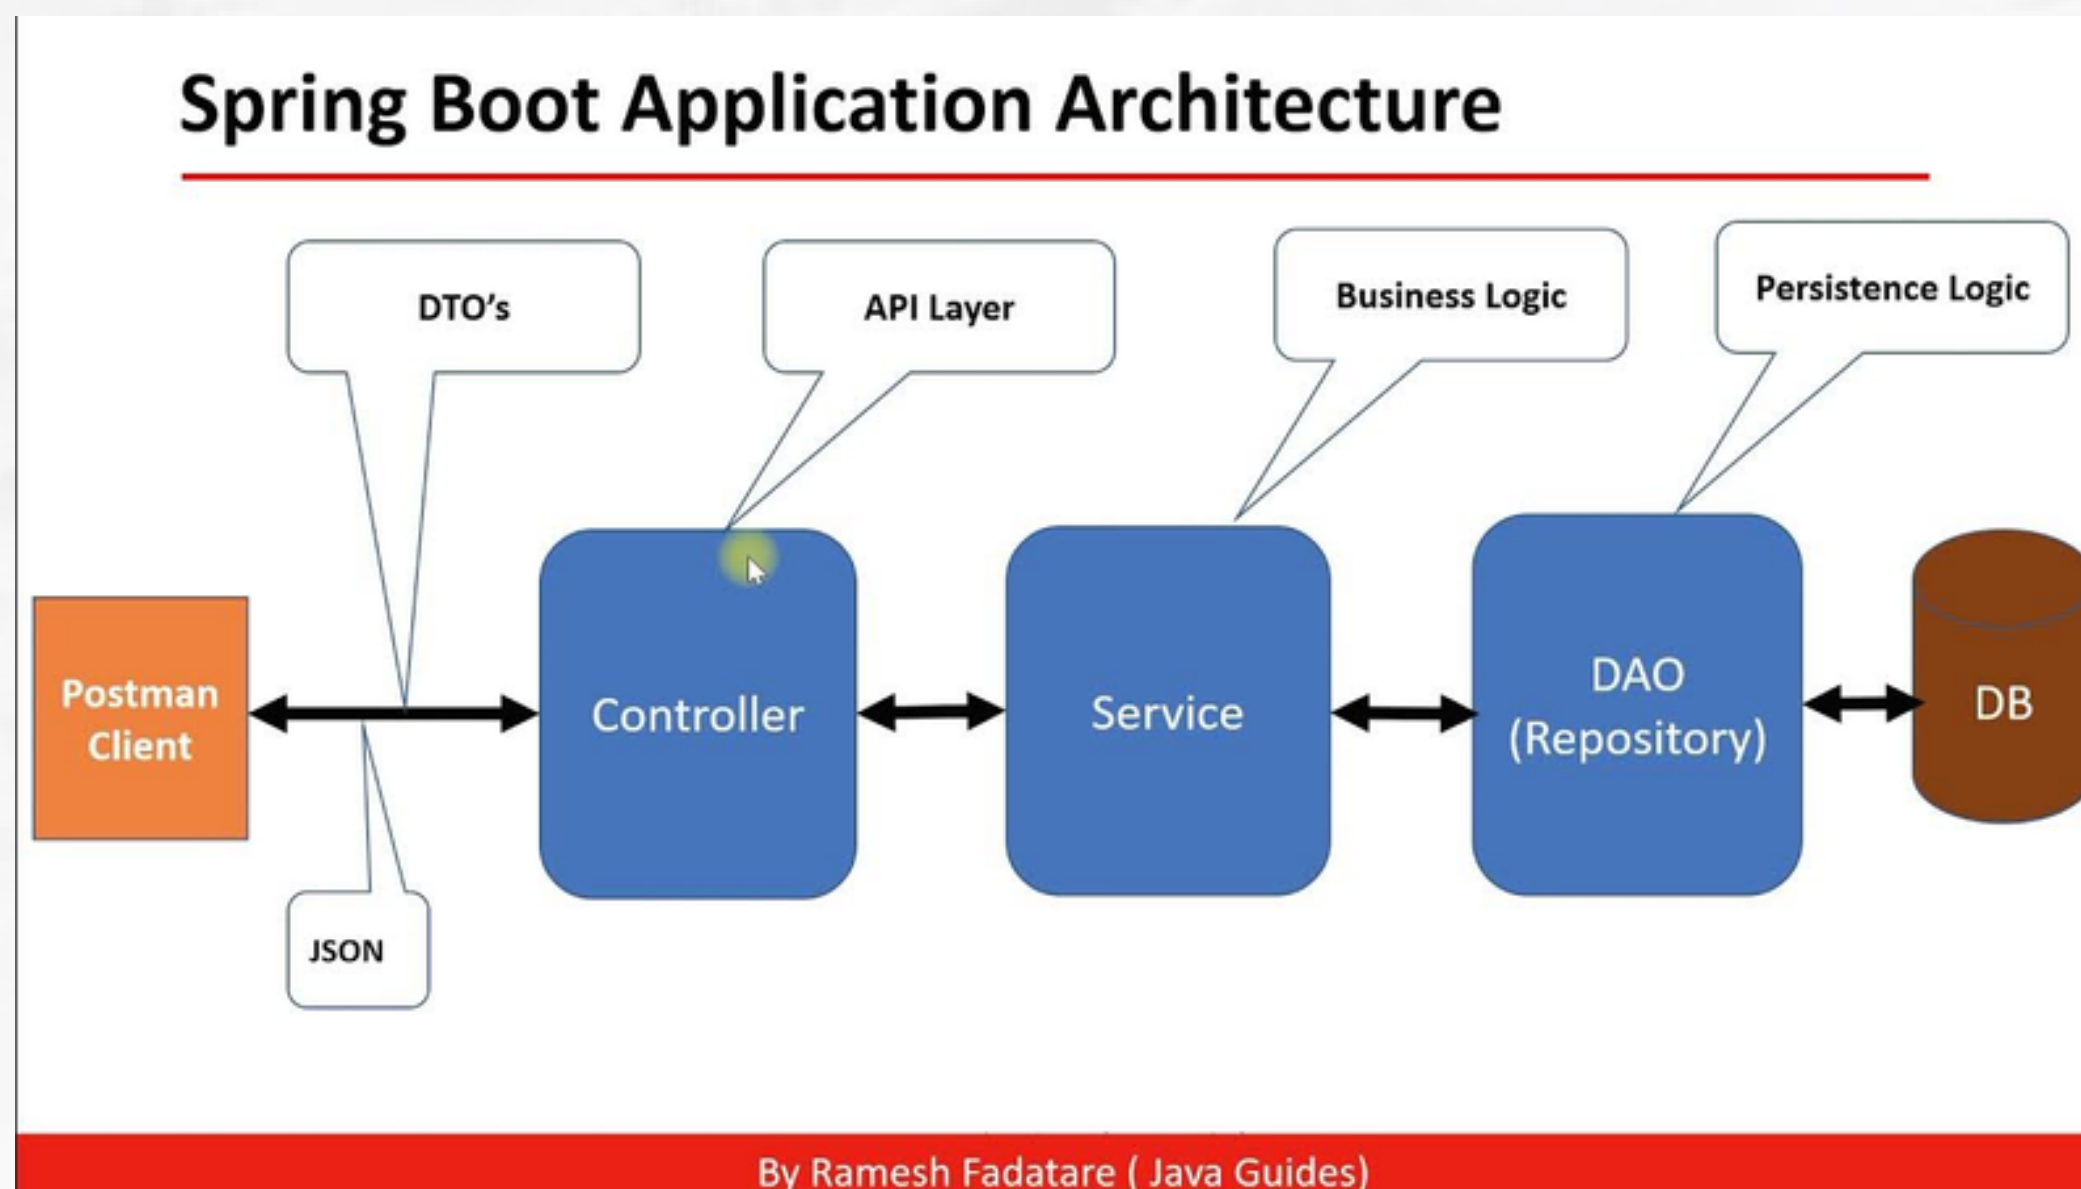 Spring Boot Application Architecture
DTO's
API Layer
Business Logic
Persistence Logic
Postman
Client
Controller
Service
DAO
(Repository)
DB
JSON
By Ramesh Fadatare ( Java Guides)